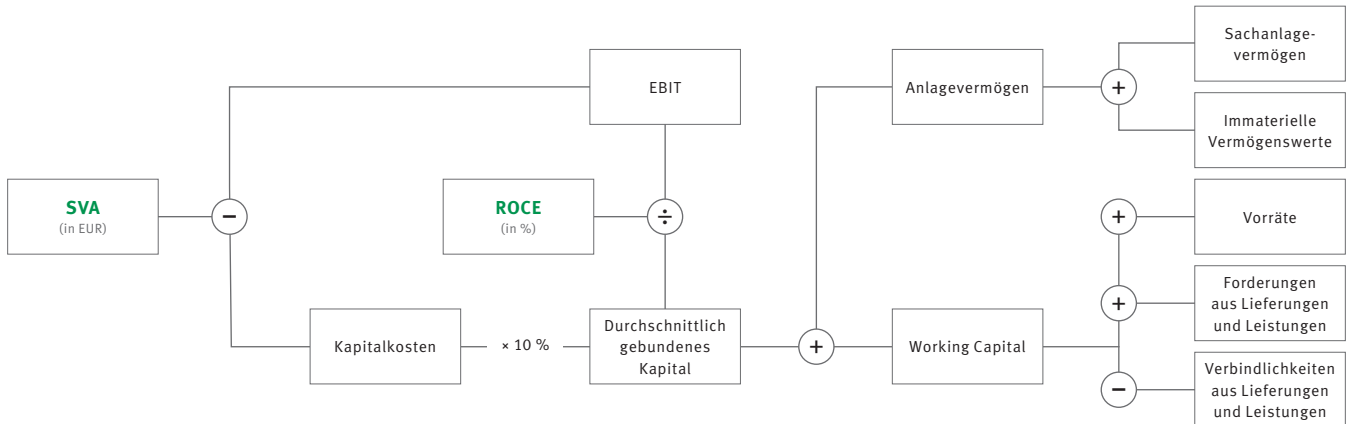 Sachanlage-
vermögen
EBIT
Anlagevermögen
+
Immaterielle
Vermögenswerte
SVA
(in EUR)
−
ROCE
(in %)
÷
+
Vorräte
Forderungen
aus Lieferungen
und Leistungen
+
Kapitalkosten
× 10 %
Durchschnittlich
gebundenes
Kapital
+
Working Capital
−
Verbindlichkeiten
aus Lieferungen
und Leistungen